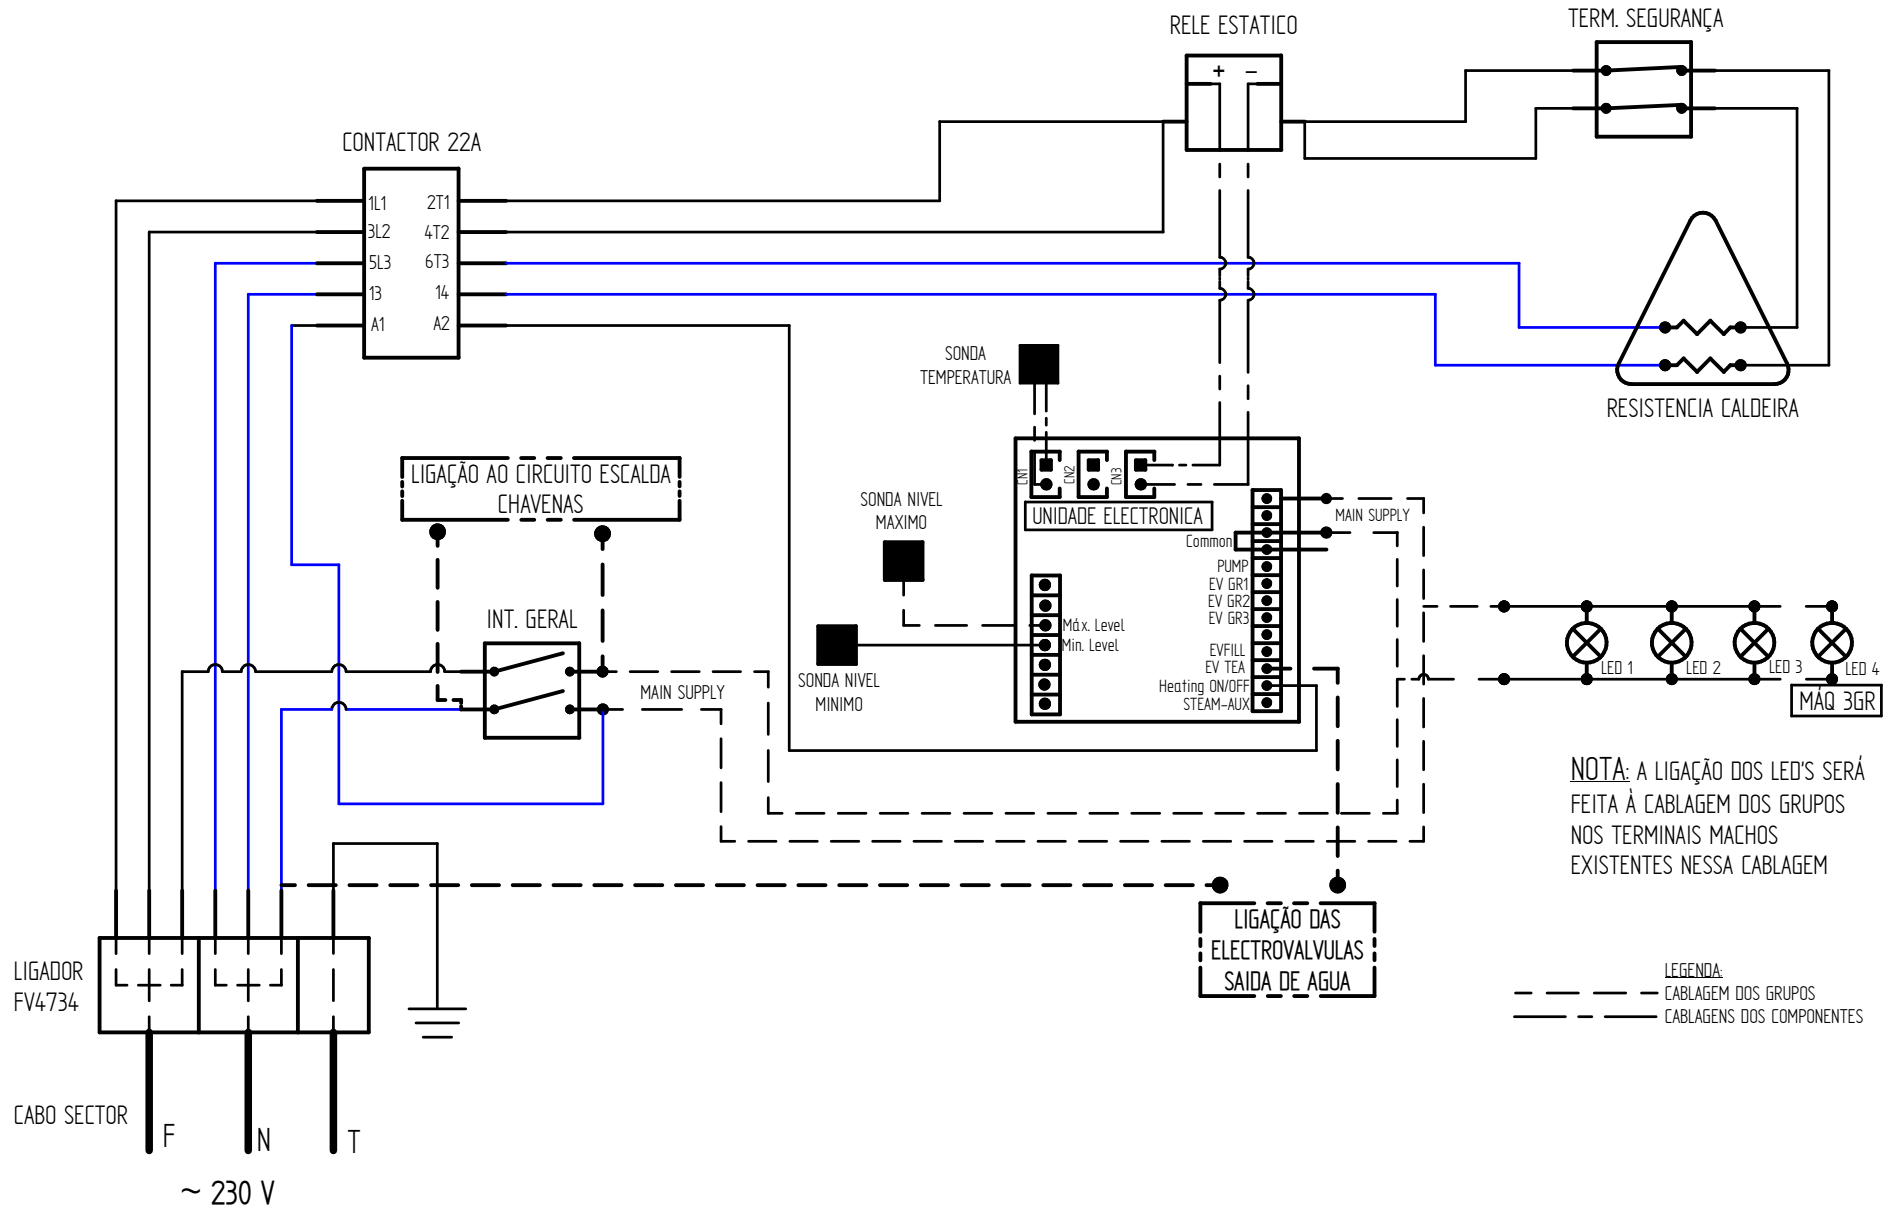 RELE ESTATICO
+ −
TERM. SEGURANÇA
CONTACTOR 22A
1L1 2T1
3L2 4T2
5L3 6T3
13 14
A1 A2
RESISTENCIA CALDEIRA
SONDA
TEMPERATURA
CN1 CN2 CN3
UNIDADE ELECTRONICA
LIGAÇÃO AO CIRCUITO ESCALDA
CHAVENAS
SONDA NIVEL
MAXIMO
MAIN SUPPLY
Common
PUMP
EV GR1
EV GR2
EV GR3
EVFILL
EV TEA
Heating ON/OFF
STEAM-AUX
Máx. Level
Min. Level
SONDA NIVEL
MINIMO
INT. GERAL
MAIN SUPPLY
LED 1 LED 2 LED 3 LED 4
MÁQ 3GR
NOTA: A LIGAÇÃO DOS LED'S SERÁ
FEITA À CABLAGEM DOS GRUPOS
NOS TERMINAIS MACHOS
EXISTENTES NESSA CABLAGEM
LIGAÇÃO DAS
ELECTROVALVULAS
SAIDA DE AGUA
LEGENDA:
CABLAGEM DOS GRUPOS
CABLAGENS DOS COMPONENTES
LIGADOR
FV4734
CABO SECTOR
F N T
~ 230 V